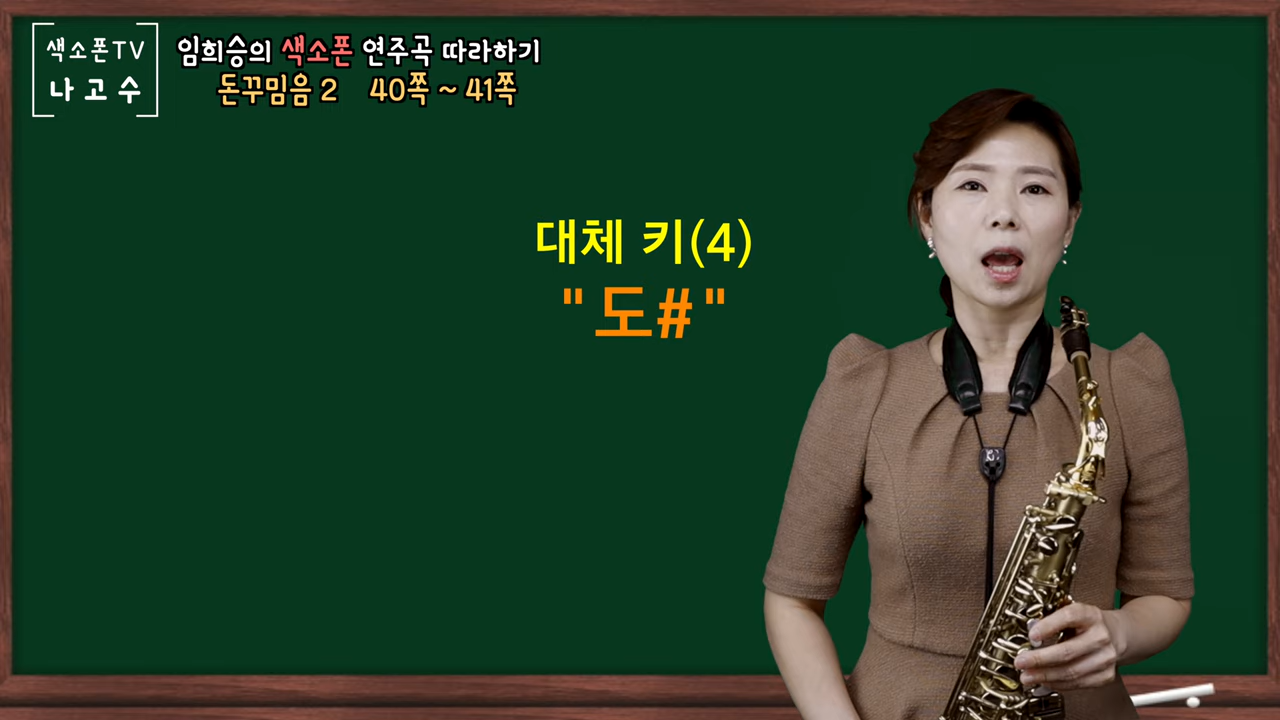 색소폰TV
나고수
임희승의 색소폰 연주곡 따라하기
돈꾸밈음 2 40쪽 ~ 41쪽
대체 키(4)
"도#"